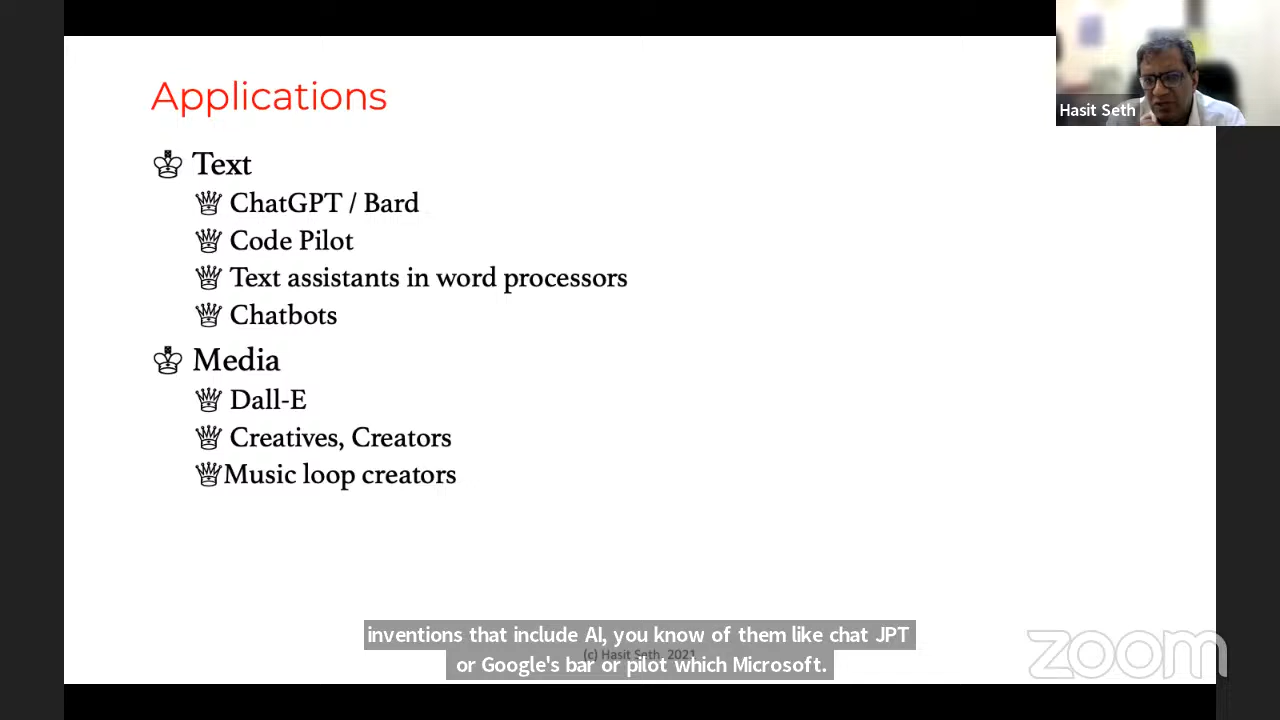 Applications
Text
ChatGPT / Bard
Code Pilot
Text assistants in word processors
Chatbots
Media
Dall-E
Creatives, Creators
Music loop creators
Hasit Seth
inventions that include AI, you know of them like chat JPT
(c) Hasit Seth, 2021
or Google's bar or pilot which Microsoft.
zoom